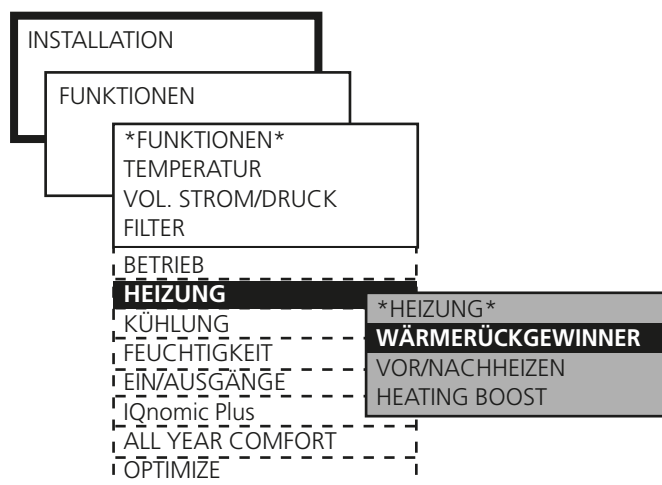 INSTALLATION
FUNKTIONEN
*FUNKTIONEN*
TEMPERATUR
VOL. STROM/DRUCK
FILTER
BETRIEB
HEIZUNG
KÜHLUNG
FEUCHTIGKEIT
EIN/AUSGÄNGE
IQnomic Plus
ALL YEAR COMFORT
OPTIMIZE
*HEIZUNG*
WÄRMERÜCKGEWINNER
VOR/NACHHEIZEN
HEATING BOOST